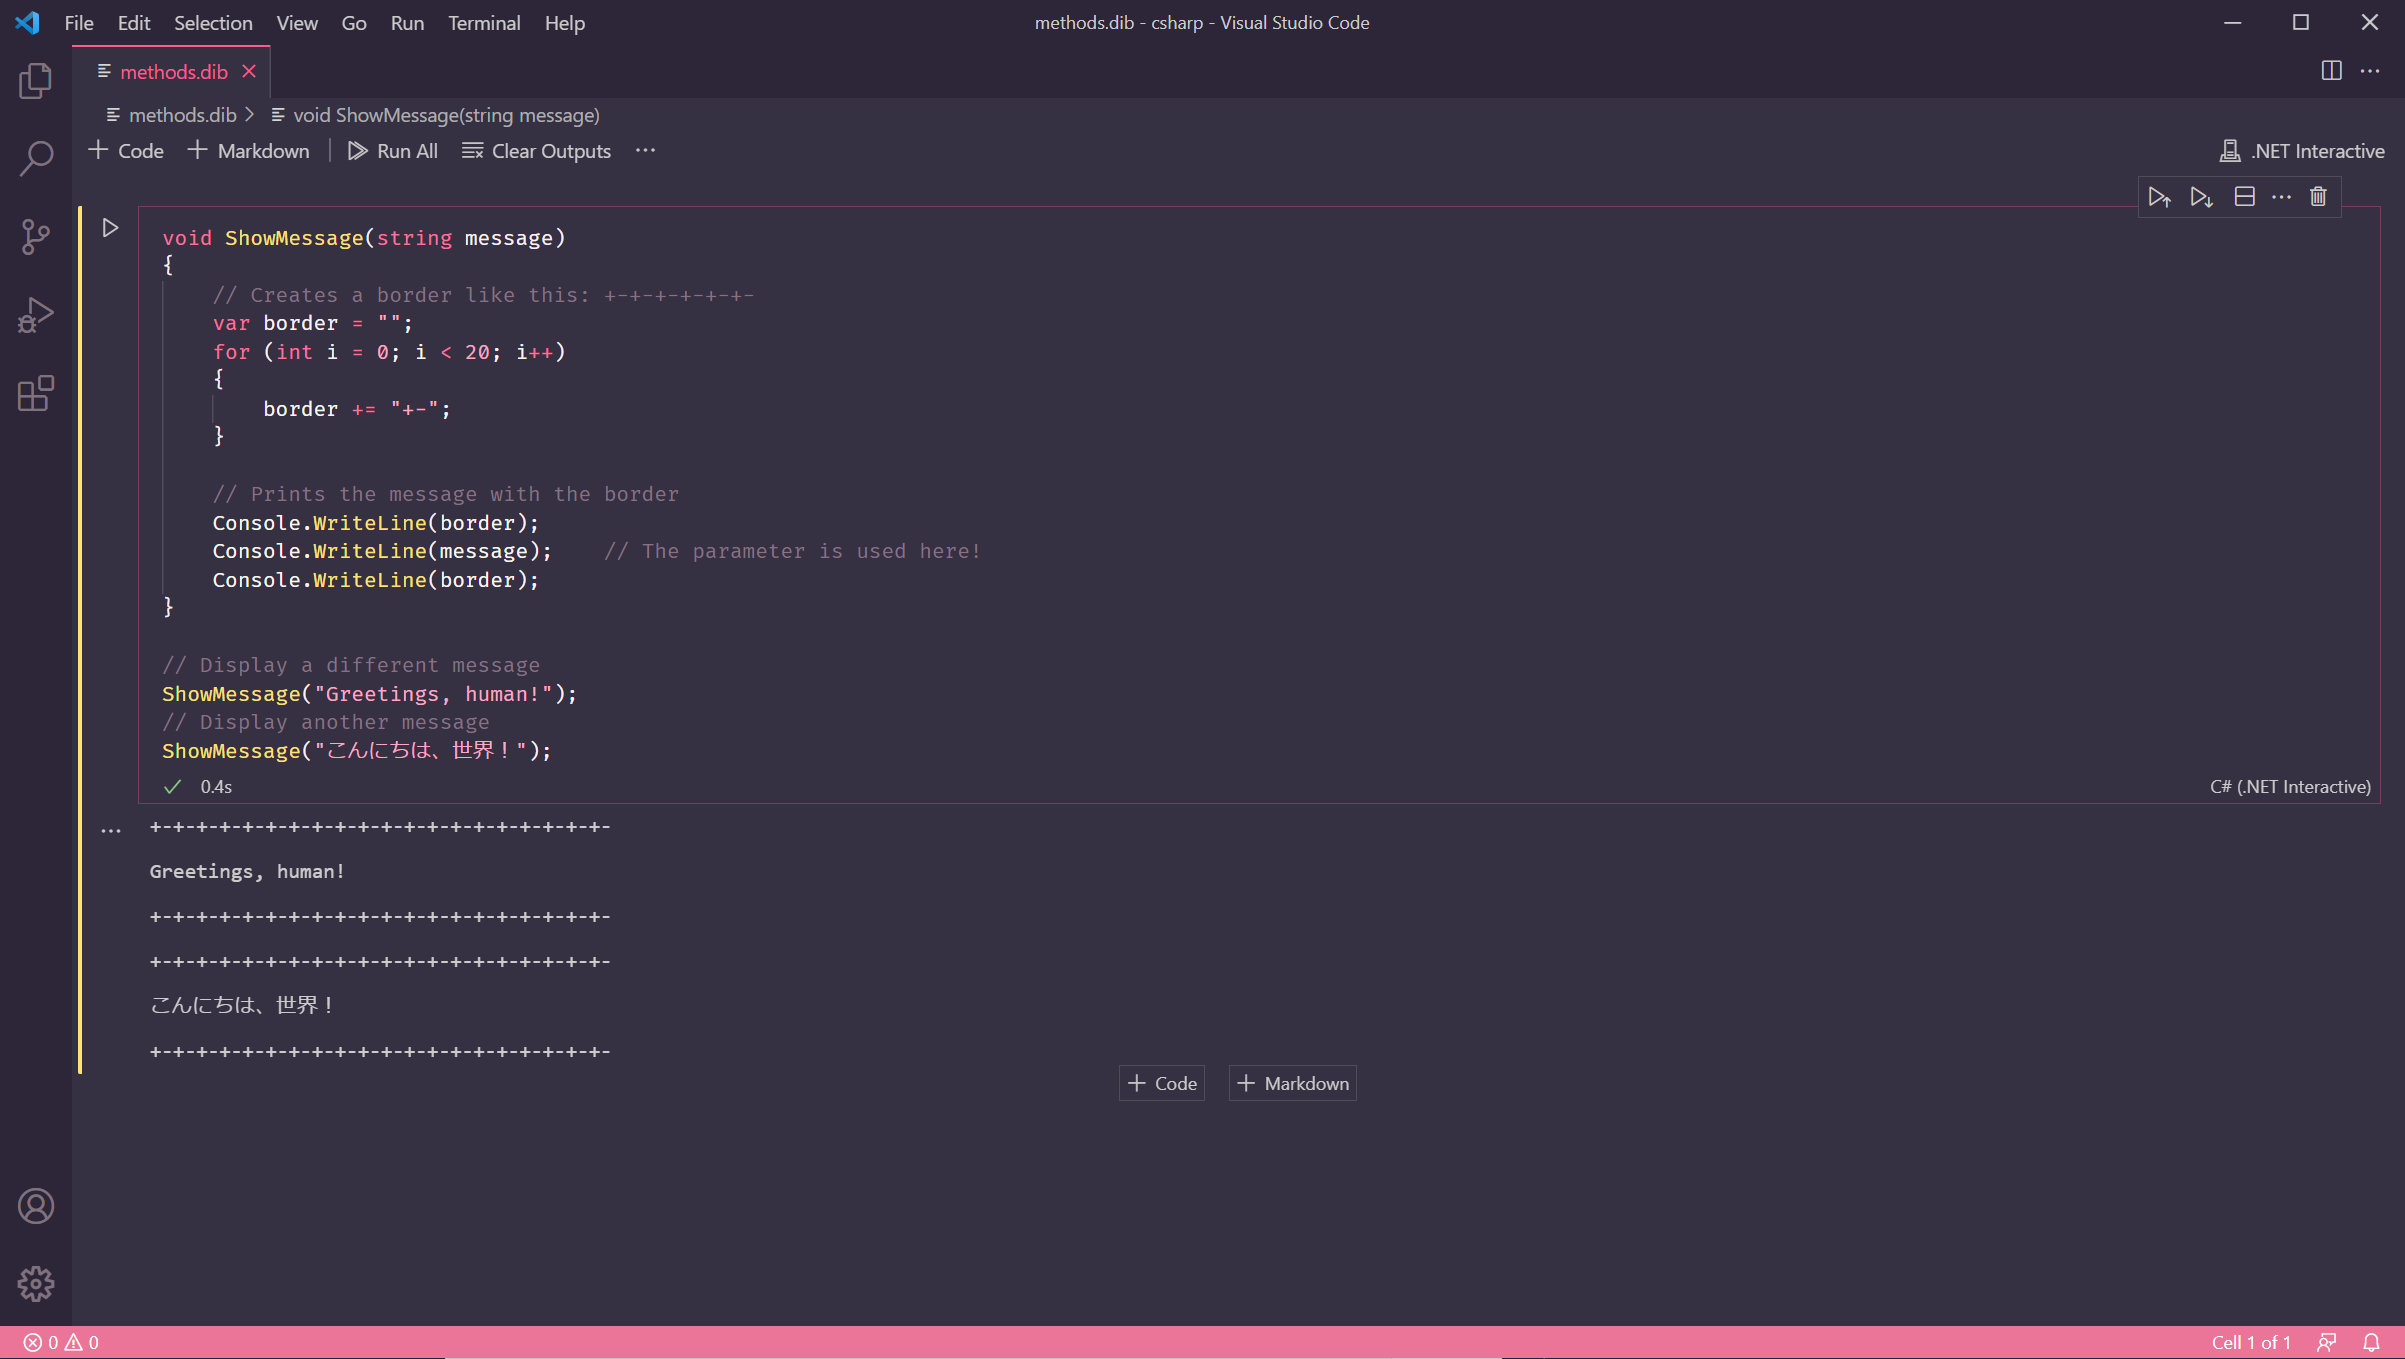 File Edit Selection View Go Run Terminal Help methods.dib - csharp - Visual Studio Code
methods.dib
methods.dib void ShowMessage(string message)
Code Markdown Run All Clear Outputs ... .NET Interactive
void ShowMessage(string message)
{
// Creates a border like this: +-+-+-+-+-+-
var border = "";
for (int i = 0; i < 20; i++)
{
border += "+-";
}
// Prints the message with the border
Console.WriteLine(border);
Console.WriteLine(message); // The parameter is used here!
Console.WriteLine(border);
}
// Display a different message
ShowMessage("Greetings, human!");
// Display another message
ShowMessage("こんにちは、世界！");
0.4s C# (.NET Interactive)
+-+-+-+-+-+-+-+-+-+-+-+-+-+-+-+-+-+-+-+-
Greetings, human!
+-+-+-+-+-+-+-+-+-+-+-+-+-+-+-+-+-+-+-+-
+-+-+-+-+-+-+-+-+-+-+-+-+-+-+-+-+-+-+-+-
こんにちは、世界！
+-+-+-+-+-+-+-+-+-+-+-+-+-+-+-+-+-+-+-+-
Code Markdown
0 0 Cell 1 of 1